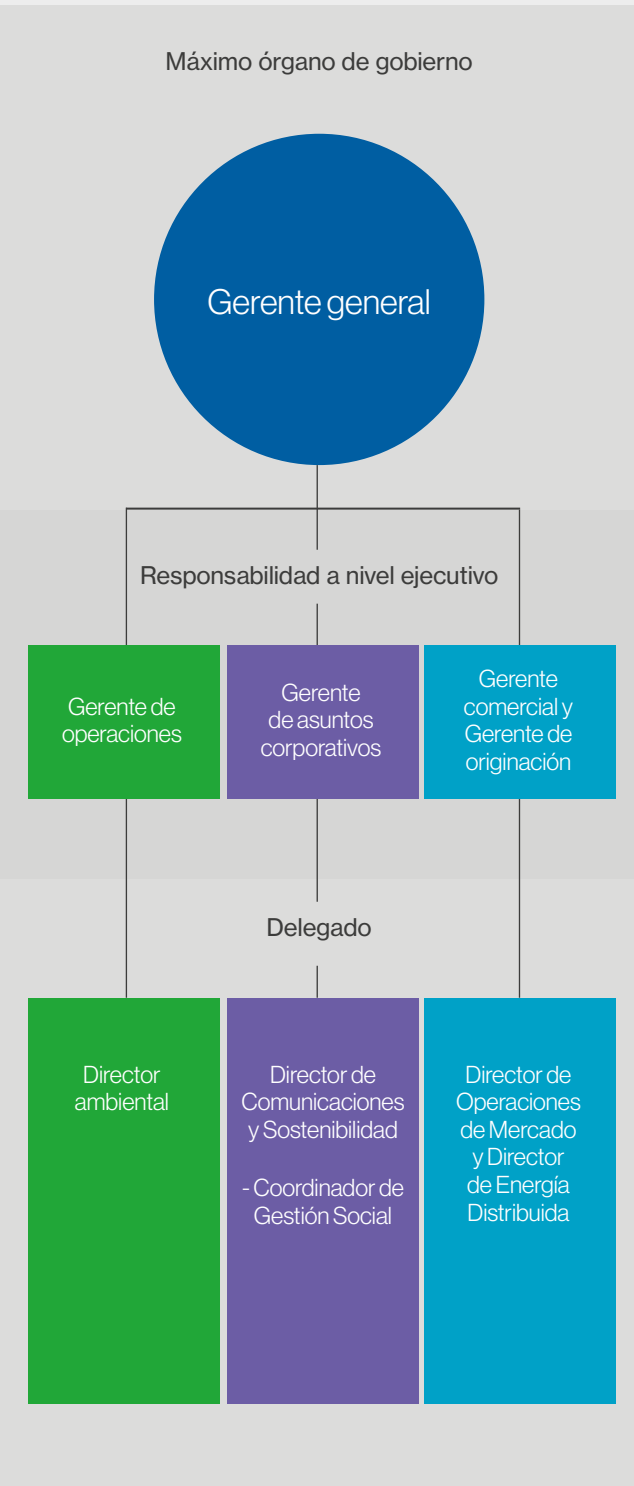 Máximo órgano de gobierno
Gerente general
Responsabilidad a nivel ejecutivo
Gerente de
operaciones
Gerente
de asuntos
corporativos
Gerente
comercial y
Gerente de
originación
Delegado
Director
ambiental
Director de
Comunicaciones
y Sostenibilidad
- Coordinador de
Gestión Social
Director de
Operaciones
de Mercado
y Director
de Energía
Distribuida